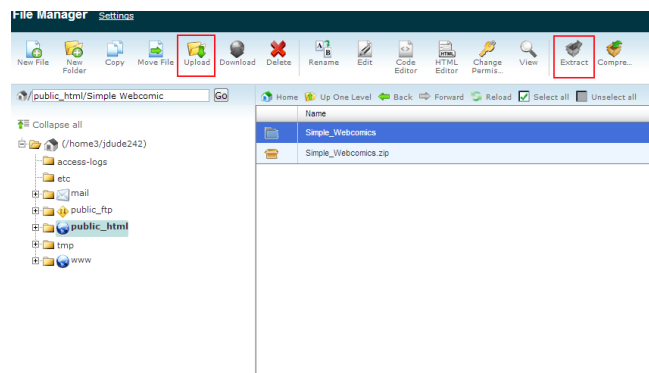 File Manager Settings
New File New Folder Copy Move File Upload Download Delete Rename Edit Code Editor HTML Editor Change Permis... View Extract Compre...
/public_html/Simple Webcomic Go
Home Up One Level Back Forward Reload Select all Unselect all
Name
Collapse all
Simple_Webcomics
(/home3/jdude242)
Simple_Webcomics.zip
access-logs
etc
mail
public_ftp
public_html
tmp
www